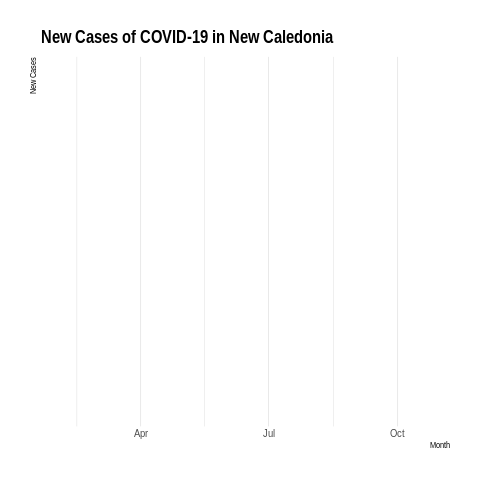 New Cases of COVID-19 in New Caledonia
New Cases
Apr
Jul
Oct
Month